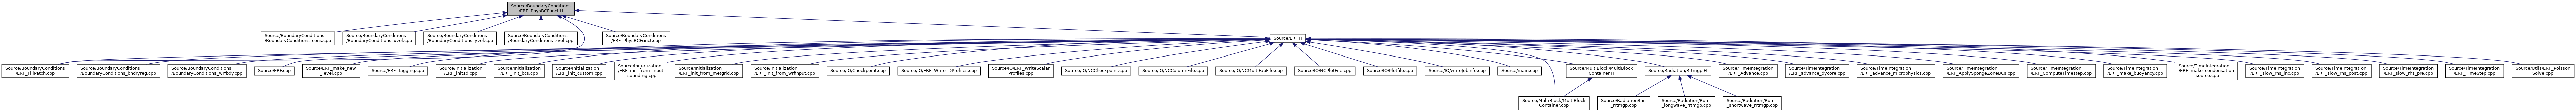 Source/BoundaryConditions
/ERF_PhysBCFunct.H
Source/BoundaryConditions
/BoundaryConditions_cons.cpp
Source/BoundaryConditions
/BoundaryConditions_xvel.cpp
Source/BoundaryConditions
/BoundaryConditions_yvel.cpp
Source/BoundaryConditions
/BoundaryConditions_zvel.cpp
Source/BoundaryConditions
/ERF_PhysBCFunct.cpp
Source/ERF.H
Source/BoundaryConditions
/ERF_FillPatch.cpp
Source/BoundaryConditions
/BoundaryConditions_bndryreg.cpp
Source/BoundaryConditions
/BoundaryConditions_wrfbdy.cpp
Source/ERF.cpp
Source/ERF_make_new
_level.cpp
Source/ERF_Tagging.cpp
Source/Initialization
/ERF_init1d.cpp
Source/Initialization
/ERF_init_bcs.cpp
Source/Initialization
/ERF_init_custom.cpp
Source/Initialization
/ERF_init_from_input
_sounding.cpp
Source/Initialization
/ERF_init_from_metgrid.cpp
Source/Initialization
/ERF_init_from_wrfinput.cpp
Source/IO/Checkpoint.cpp
Source/IO/ERF_Write1DProfiles.cpp
Source/IO/ERF_WriteScalar
Profiles.cpp
Source/IO/NCCheckpoint.cpp
Source/IO/NCColumnFile.cpp
Source/IO/NCMultiFabFile.cpp
Source/IO/NCPlotFile.cpp
Source/IO/Plotfile.cpp
Source/IO/writeJobInfo.cpp
Source/main.cpp
Source/MultiBlock/MultiBlock
Container.H
Source/Radiation/Rrtmgp.H
Source/TimeIntegration
/ERF_Advance.cpp
Source/TimeIntegration
/ERF_advance_dycore.cpp
Source/TimeIntegration
/ERF_advance_microphysics.cpp
Source/TimeIntegration
/ERF_ApplySpongeZoneBCs.cpp
Source/TimeIntegration
/ERF_ComputeTimestep.cpp
Source/TimeIntegration
/ERF_make_buoyancy.cpp
Source/TimeIntegration
/ERF_make_condensation
_source.cpp
Source/TimeIntegration
/ERF_slow_rhs_inc.cpp
Source/TimeIntegration
/ERF_slow_rhs_post.cpp
Source/TimeIntegration
/ERF_slow_rhs_pre.cpp
Source/TimeIntegration
/ERF_TimeStep.cpp
Source/Utils/ERF_Poisson
Solve.cpp
Source/MultiBlock/MultiBlock
Container.cpp
Source/Radiation/Init
_rrtmgp.cpp
Source/Radiation/Run
_longwave_rrtmgp.cpp
Source/Radiation/Run
_shortwave_rrtmgp.cpp